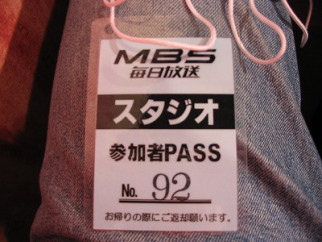 MBS
毎日放送
スタジオ
参加者PASS
No. 92
お帰りの際にご返却願います。